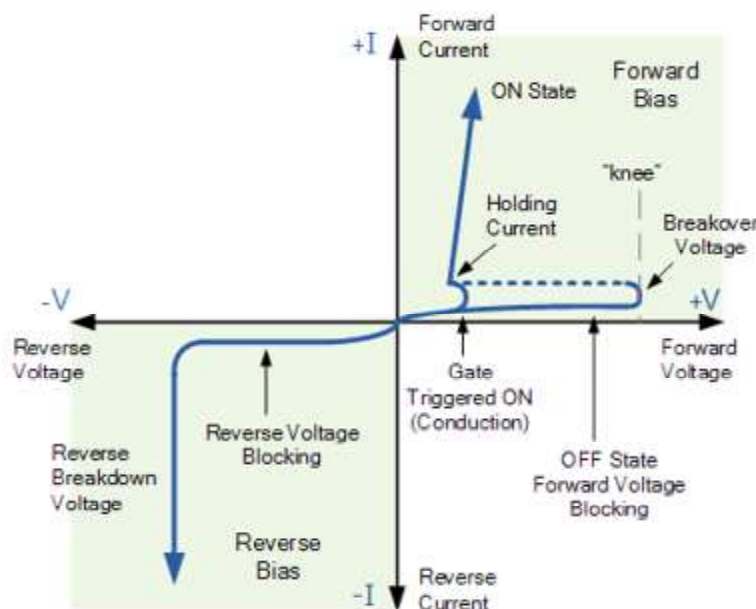 +I
Forward
Current
ON State
Forward
Bias
"knee"
Holding
Current
Breakover
Voltage
-V
+V
Reverse
Voltage
Forward
Voltage
Gate
Triggered ON
(Conduction)
Reverse Voltage
Blocking
Reverse
Breakdown
Voltage
OFF State
Forward Voltage
Blocking
Reverse
Bias
-I
Reverse
Current